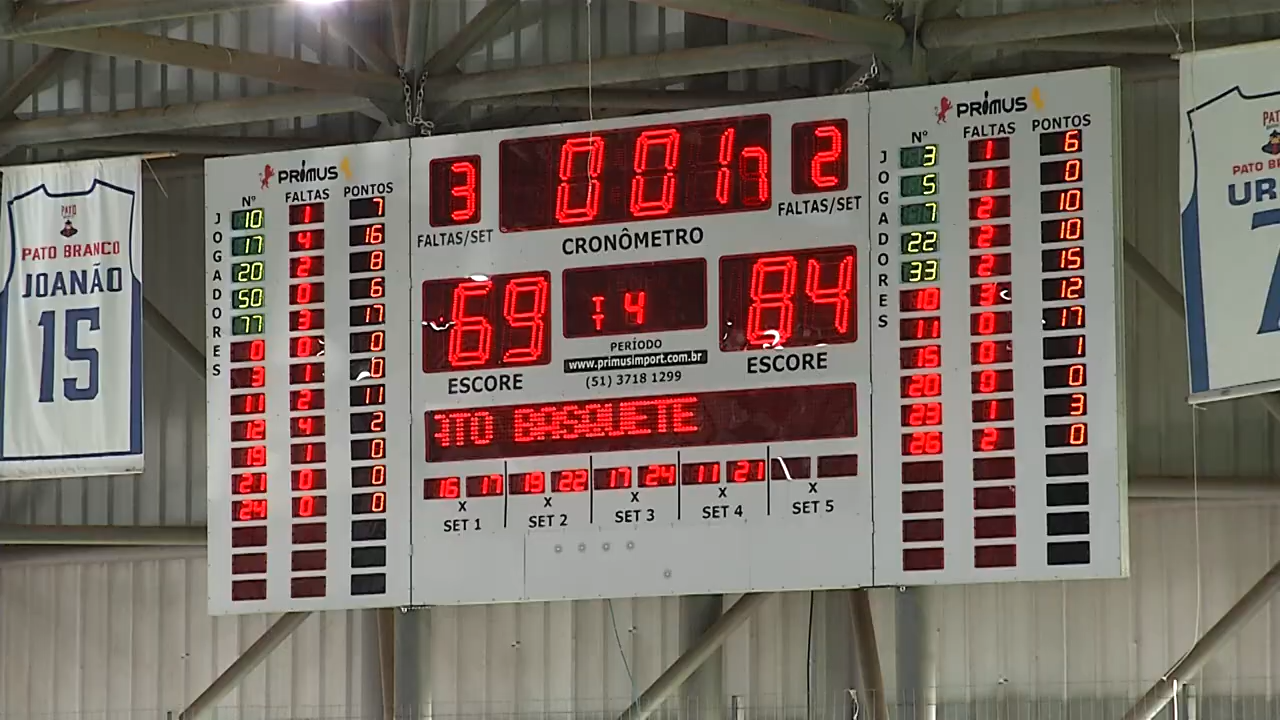 PRIMUS
Nº FALTAS PONTOS
JOGADORES
10 1 7
17 4 16
20 2 8
50 0 6
77 3 17
0 0 0
3 1 0
11 2 11
12 4 2
19 1 0
21 0 0
24 0 0
3
FALTAS/SET
CRONÔMETRO
2
FALTAS/SET
69
ESCORE
4
PERÍODO
www.primusimport.com.br
(51) 3718 1299
84
ESCORE
ATO BASQUETE
16 17 19 22 17 24 11 21
X X X X X
SET 1 SET 2 SET 3 SET 4 SET 5
PRIMUS
Nº FALTAS PONTOS
JOGADORES
3 1 6
5 1 0
7 2 10
22 2 10
33 2 15
10 3 12
11 0 17
15 0 1
20 0 0
23 1 3
26 2 0
PATO BRANCO
JOANÃO
15
PATO BR
UR
7